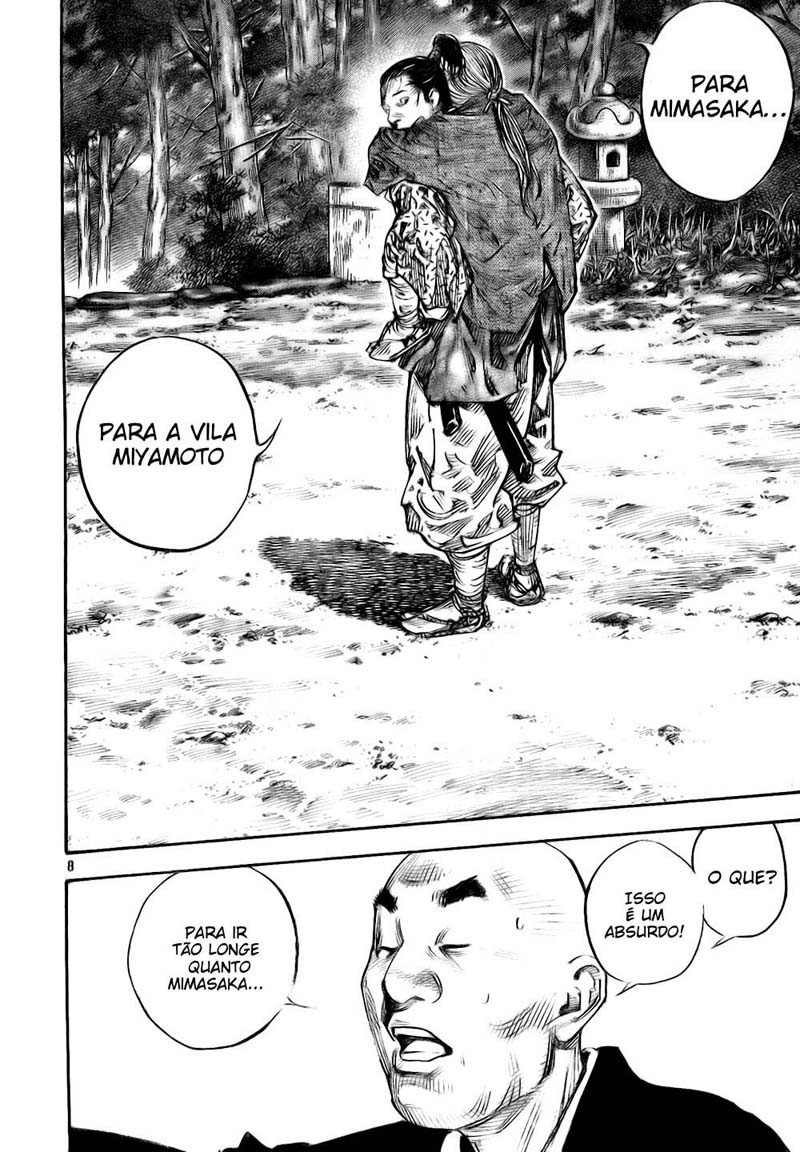 PARA
MIMASAKA...
PARA A VILA
MIYAMOTO
8
O QUE?
ISSO
É UM
ABSURDO!
PARA IR
TÃO LONGE
QUANTO
MIMASAKA...